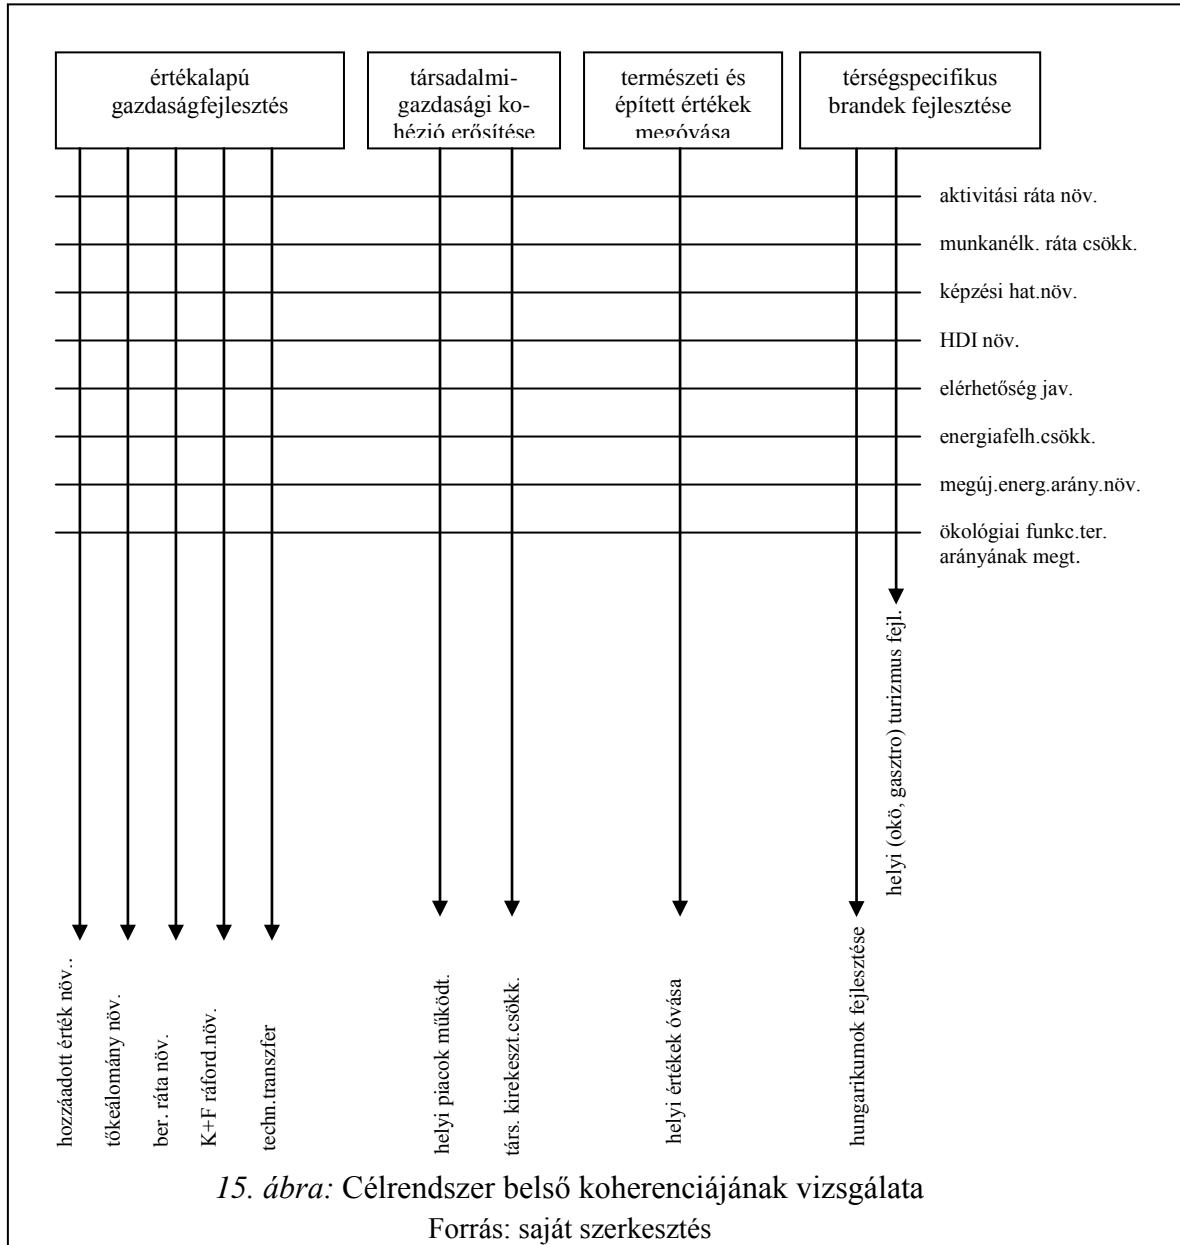 értékalapú
gazdaságfejlesztés
társadalmi-
gazdasági ko-
hézió erősítése
természeti és
épített értékek
megóvása
térségspecifikus
brandek fejlesztése
aktivitási ráta növ.
munkanélk. ráta csökk.
képzési hat.növ.
HDI növ.
elérhetőség jav.
energiafelh.csökk.
megúj.energ.arány.növ.
ökológiai funkc.ter.
arányának megt.
hozzáadott érték növ..
tőkeálomány növ.
ber. ráta növ.
K+F ráford.növ.
techn.transzfer
helyi piacok működt.
társ. kirekeszt.csökk.
helyi értékek óvása
hungarikumok fejlesztése
helyi (okö, gasztro) turizmus fejl.
15. ábra: Célrendszer belső koherenciájának vizsgálata
Forrás: saját szerkesztés